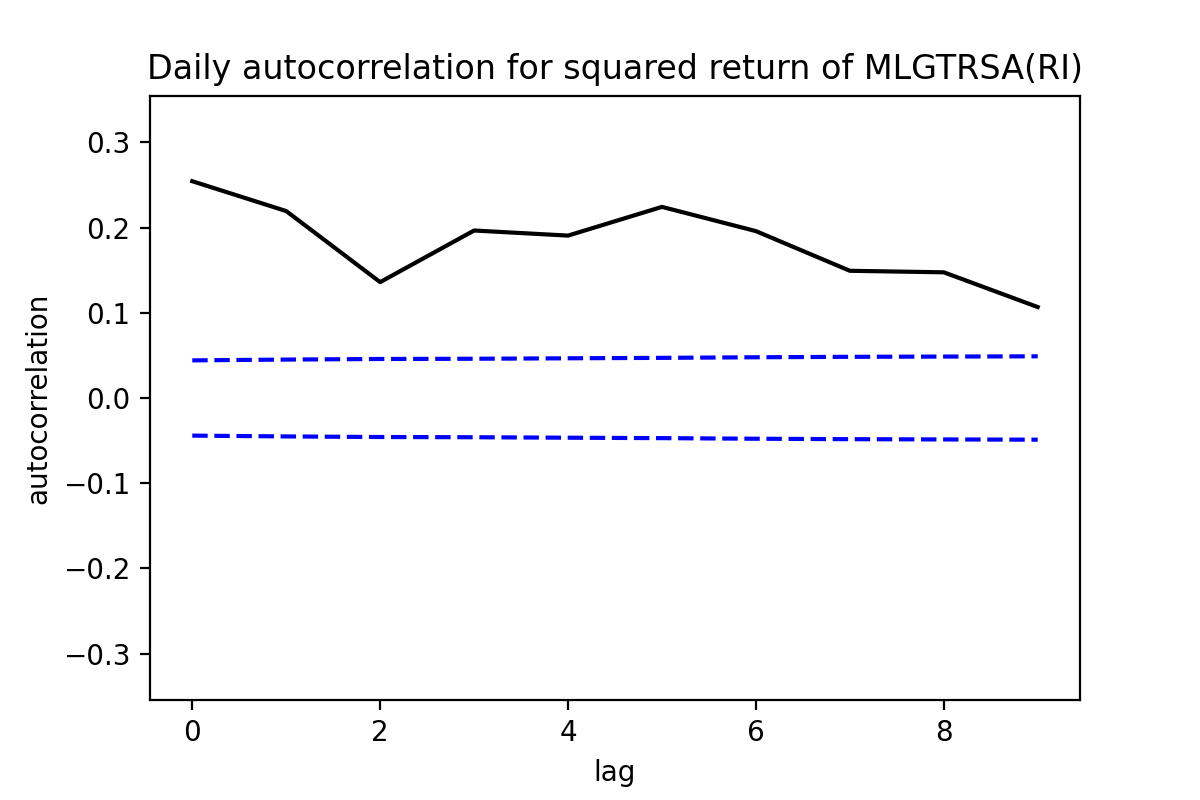 Daily autocorrelation for squared return of MLGTRSA(RI)
0.3
0.2
0.1
0.0
−0.1
−0.2
−0.3
autocorrelation
0 2 4 6 8
lag